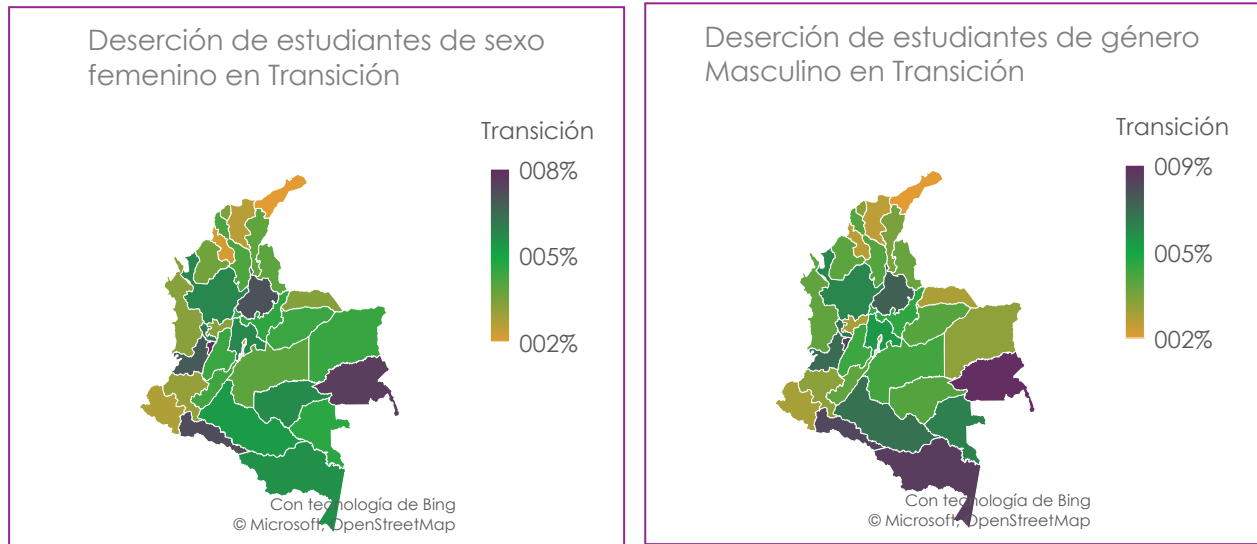 Deserción de estudiantes de sexo
femenino en Transición
Transición
008%
005%
002%
Con tecnología de Bing
© Microsoft, OpenStreetMap
Deserción de estudiantes de género
Masculino en Transición
Transición
009%
005%
002%
Con tecnología de Bing
© Microsoft, OpenStreetMap